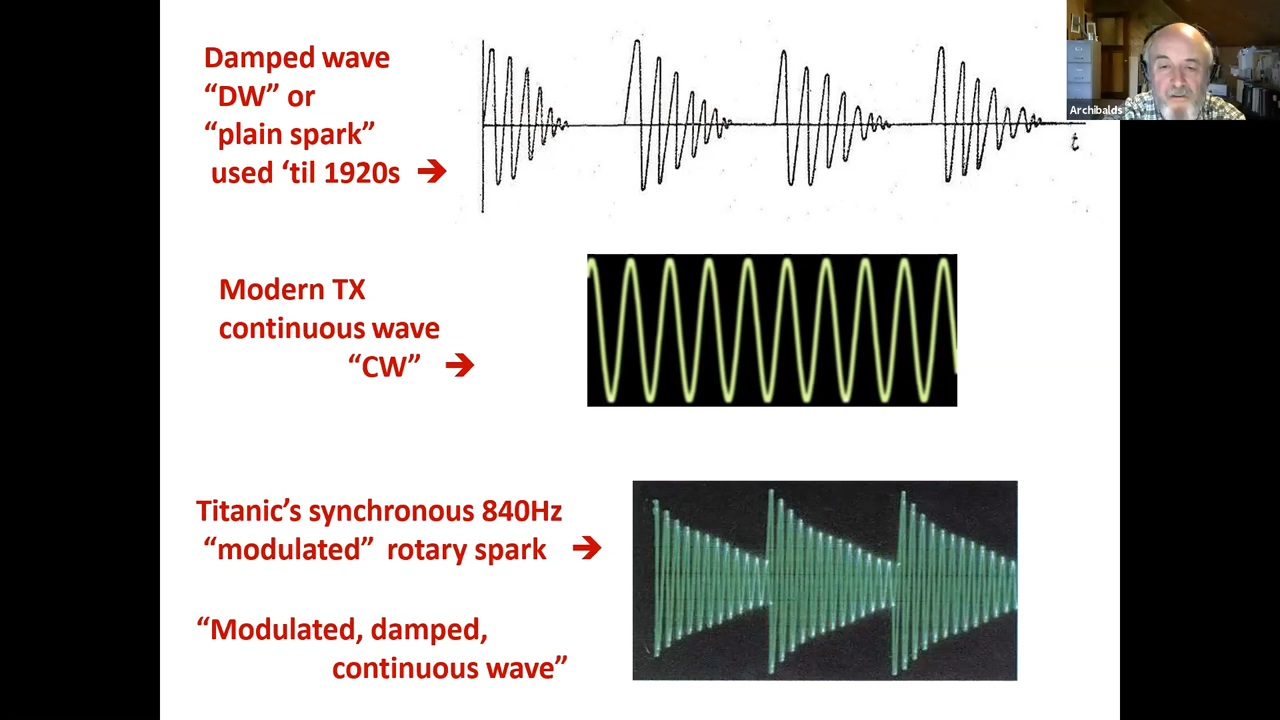 Damped wave
“DW” or
“plain spark”
used ‘til 1920s ➔
t
Archibalds
Modern TX
continuous wave
“CW” ➔
Titanic’s synchronous 840Hz
“modulated” rotary spark ➔
“Modulated, damped,
continuous wave”